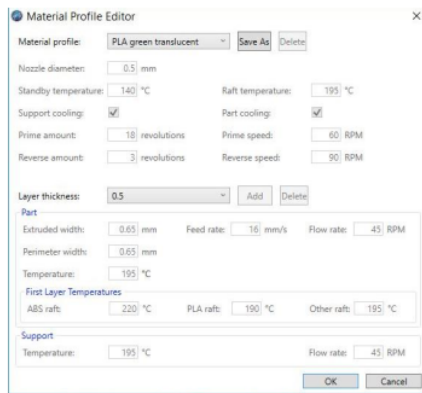 Material Profile Editor
Material profile: PLA green translucent Save As Delete
Nozzle diameter: 0.5 mm
Standby temperature: 140 °C Raft temperature: 195 °C
Support cooling: Part cooling:
Prime amount: 18 revolutions Prime speed: 60 RPM
Reverse amount: 3 revolutions Reverse speed: 90 RPM
Layer thickness: 0.5 Add Delete
Part
Extruded width: 0.65 mm Feed rate: 16 mm/s Flow rate: 45 RPM
Perimeter width: 0.65 mm
Temperature: 195 °C
First Layer Temperatures
ABS raft: 220 °C PLA raft: 190 °C Other raft: 195 °C
Support
Temperature: 195 °C Flow rate: 45 RPM
OK Cancel